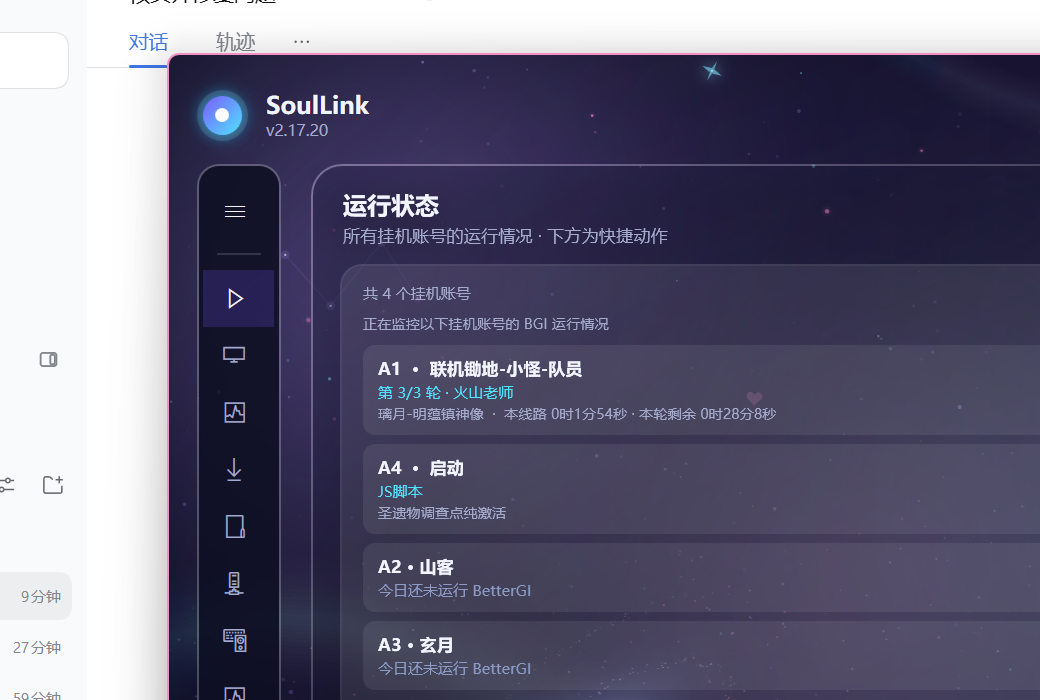 对话
轨迹
...
SoulLink
v2.17.20
运行状态
所有挂机账号的运行情况 · 下方为快捷动作
共 4 个挂机账号
正在监控以下挂机账号的 BGI 运行情况
A1 • 联机锄地-小怪-队员
第 3/3 轮 · 火山老师
璃月-明蕴镇神像 · 本线路 0时1分54秒 · 本轮剩余 0时28分8秒
A4 • 启动
JS脚本
圣遗物调查点纯激活
A2 • 山客
今日还未运行 BetterGI
A3 • 玄月
今日还未运行 BetterGI
9分钟
27分钟
59分钟